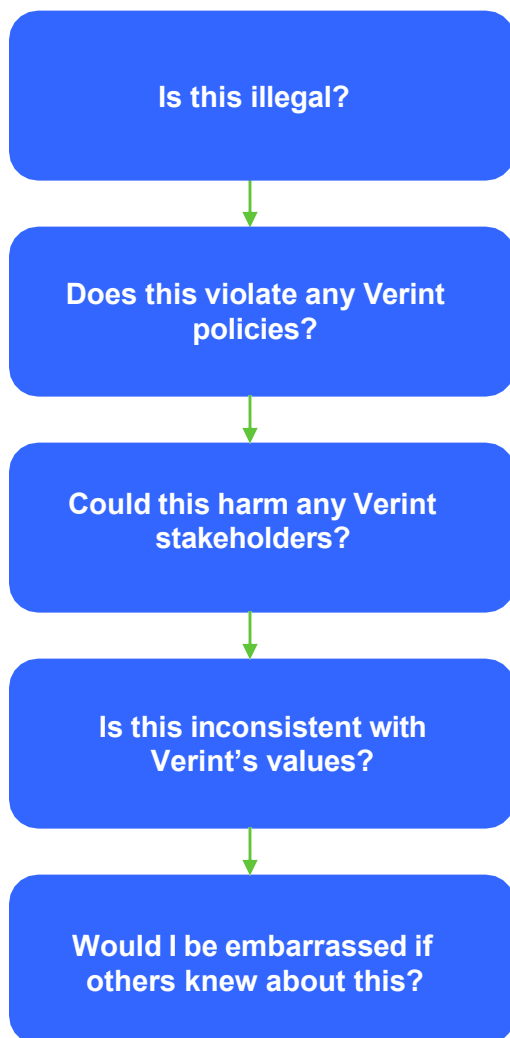 Is this illegal?
Does this violate any Verint
policies?
Could this harm any Verint
stakeholders?
Is this inconsistent with
Verint’s values?
Would I be embarrassed if
others knew about this?